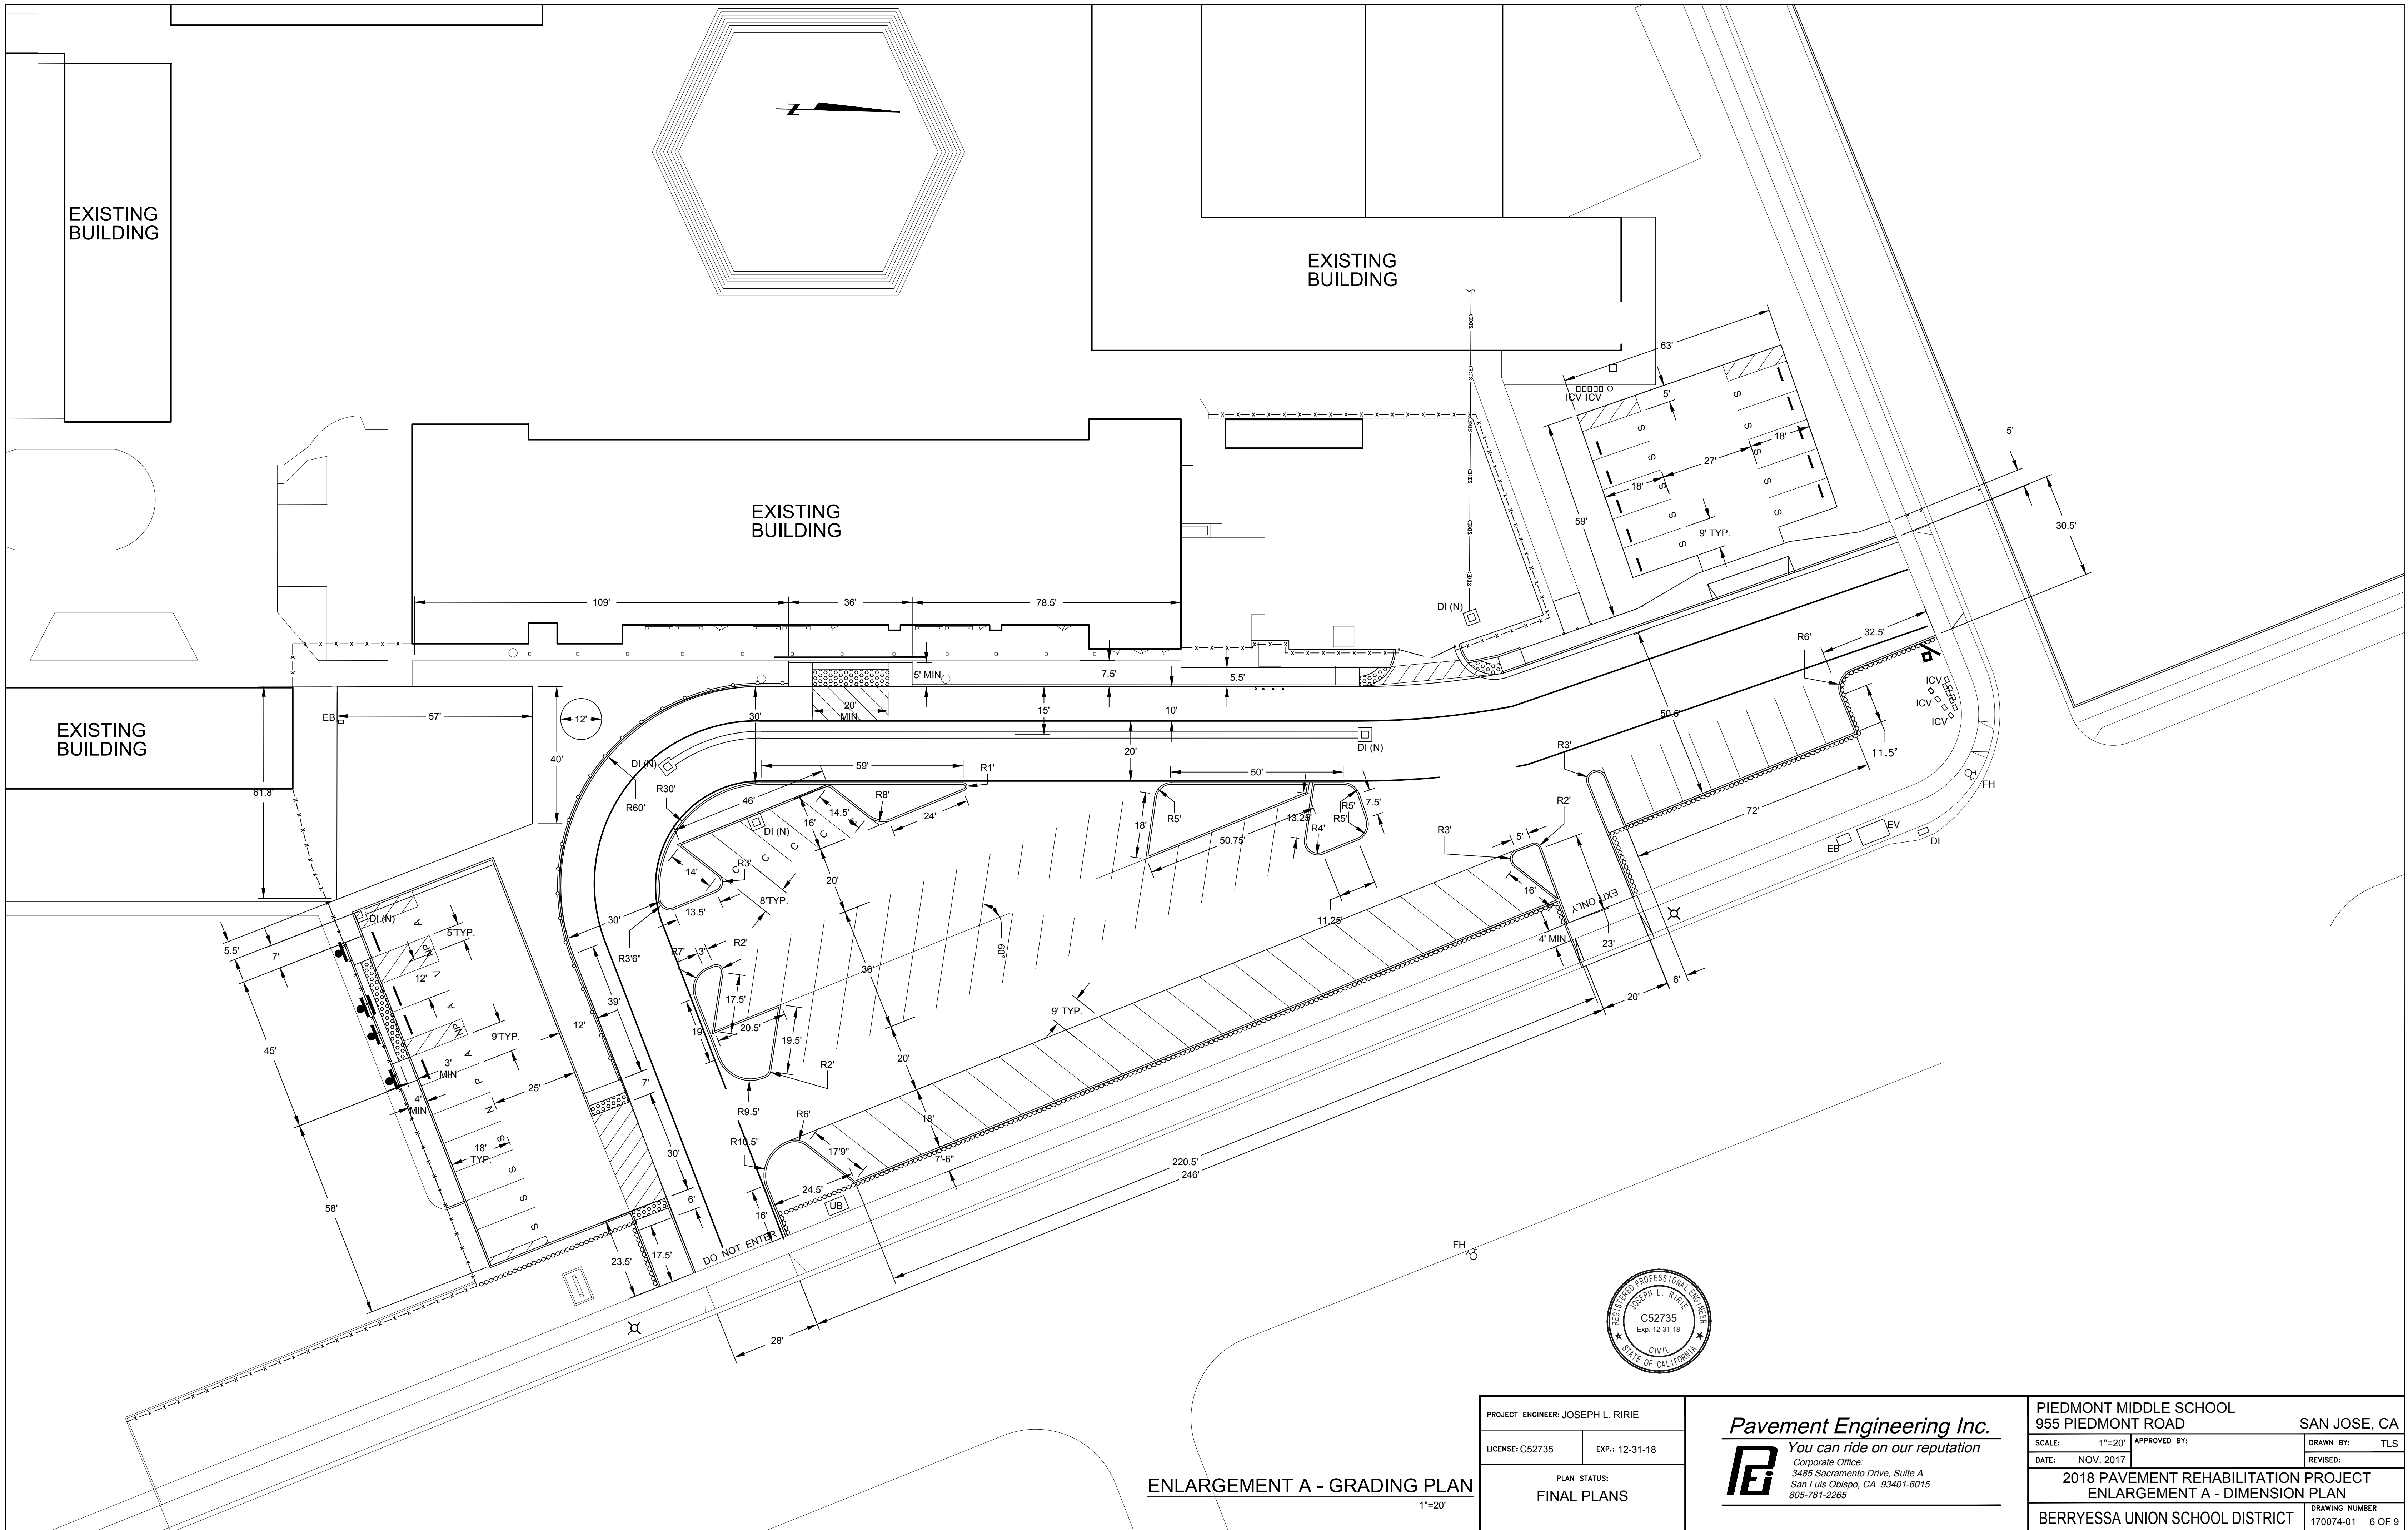 EXISTING
BUILDING
N
EXISTING
BUILDING
63'
5'
ICV ICV
S
S
S
S
S
S
S
S
S
S
18'
27'
18'
59'
9' TYP.
5'
30.5'
EXISTING
BUILDING
109'
36'
78.5'
DI (N)
SD
SD
SD
SD
SD
SD
R6'
32.5'
5' MIN
7.5'
5.5'
ICV
ICV
ICV
EXISTING
BUILDING
EB
57'
12'
20'
MIN.
30'
15'
10'
50.5'
11.5'
40'
DI (N)
20'
DI (N)
R3'
61.8'
59'
R1'
50'
FH
R60'
R30'
46'
R8'
14.5'
24'
16'
DI (N)
C
C
C
C
18'
R5'
R5'
R5'
7.5'
13.25'
R4'
50.75'
R2'
72'
R3'
5'
EV
EB
DI
14'
R3'
20'
8'TYP.
16'
EXIT ONLY
13.5'
11.25'
DI (N)
30'
5.5'
7'
5'TYP.
A
NP
V
12'
A
NP
A
P
N
R3'6"
R7'
3'
R2'
60°
4' MIN
23'
36'
39'
17.5'
20'
6'
12'
19'
20.5'
9' TYP.
9'TYP.
45'
3'
MIN
19.5'
20'
R2'
25'
7'
4'
MIN
R9.5'
R6'
18'
R10.5'
17'9"
7'-6"
18'
TYP.
S
S
S
S
30'
220.5'
246'
24.5'
UB
58'
6'
16'
DO NOT ENTER
17.5'
23.5'
FH
28'
REGISTERED PROFESSIONAL ENGINEER
JOSEPH L. RIRIE
C52735
Exp. 12-31-18
CIVIL
STATE OF CALIFORNIA
ENLARGEMENT A - GRADING PLAN
1"=20'
PROJECT ENGINEER: JOSEPH L. RIRIE
LICENSE: C52735
EXP.: 12-31-18
PLAN STATUS:
FINAL PLANS
Pavement Engineering Inc.
PEi
You can ride on our reputation
Corporate Office:
3485 Sacramento Drive, Suite A
San Luis Obispo, CA 93401-6015
805-781-2265
PIEDMONT MIDDLE SCHOOL
955 PIEDMONT ROAD SAN JOSE, CA
SCALE: 1"=20' APPROVED BY: DRAWN BY: TLS
DATE: NOV. 2017 REVISED:
2018 PAVEMENT REHABILITATION PROJECT
ENLARGEMENT A - DIMENSION PLAN
BERRYESSA UNION SCHOOL DISTRICT
DRAWING NUMBER
170074-01 6 OF 9